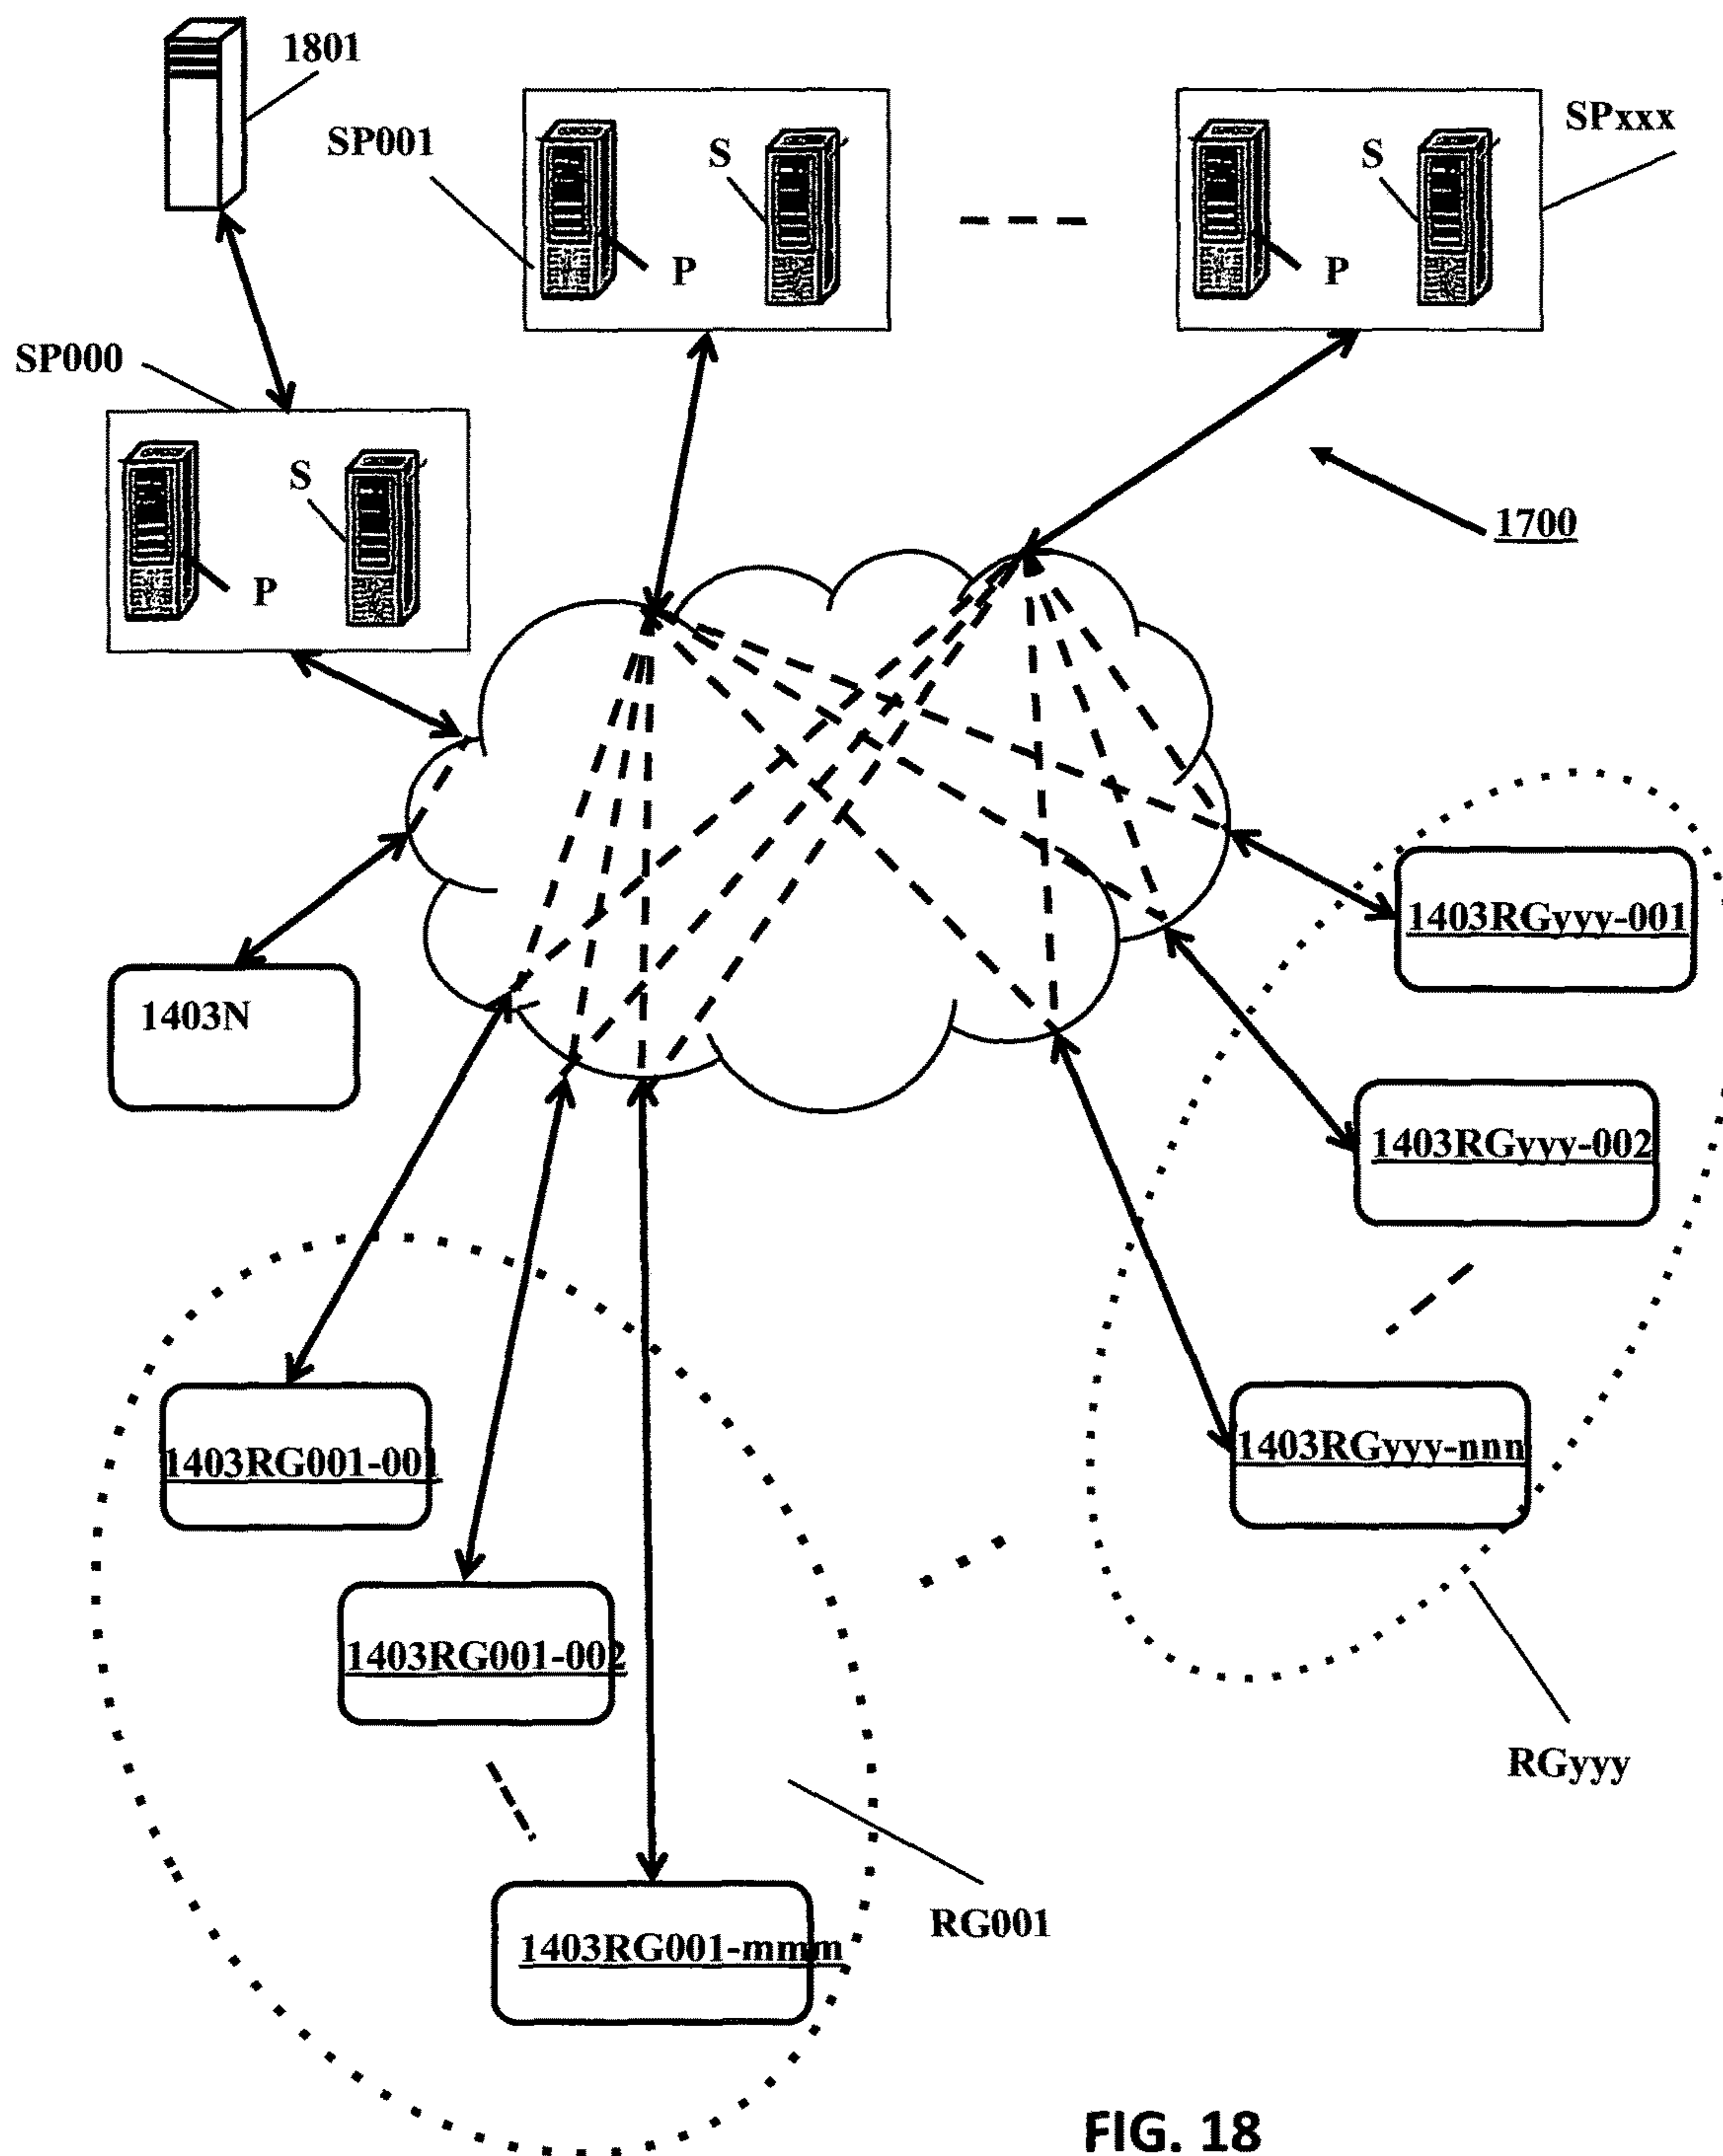 1801
SP001
S
P
SPxxx
S
P
SP000
S
P
1700
1403N
1403RGyyy-001
1403RGyyy-002
1403RGyyy-nnn
1403RG001-001
1403RG001-002
1403RG001-mmm
RGyyy
RG001
FIG. 18